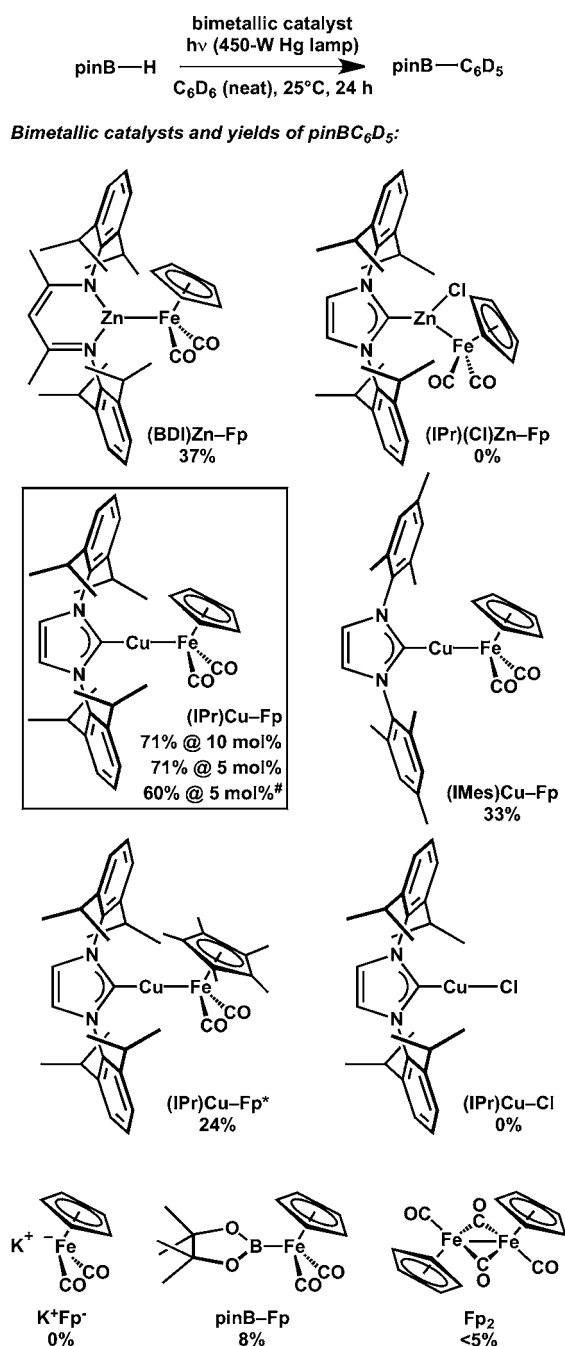 bimetallic catalyst
hν (450-W Hg lamp)
pinB—H
pinB—C6D5
C6D6 (neat), 25°C, 24 h
Bimetallic catalysts and yields of pinBC6D5:
N
Zn
Fe
N
CO
CO
(BDI)Zn–Fp
37%
N
Cl
Zn
Fe
N
OC
CO
(IPr)(Cl)Zn–Fp
0%
N
Cu
Fe
N
CO
CO
(IPr)Cu–Fp
71% @ 10 mol%
71% @ 5 mol%
60% @ 5 mol%#
N
Cu
Fe
N
CO
CO
(IMes)Cu–Fp
33%
N
Cu
Fe
N
CO
CO
(IPr)Cu–Fp*
24%
N
Cu
Cl
N
(IPr)Cu–Cl
0%
K+
–
Fe
CO
CO
K+Fp-
0%
O
B
Fe
O
CO
CO
pinB–Fp
8%
OC
O
C
Fe
Fe
C
O
CO
Fp2
<5%